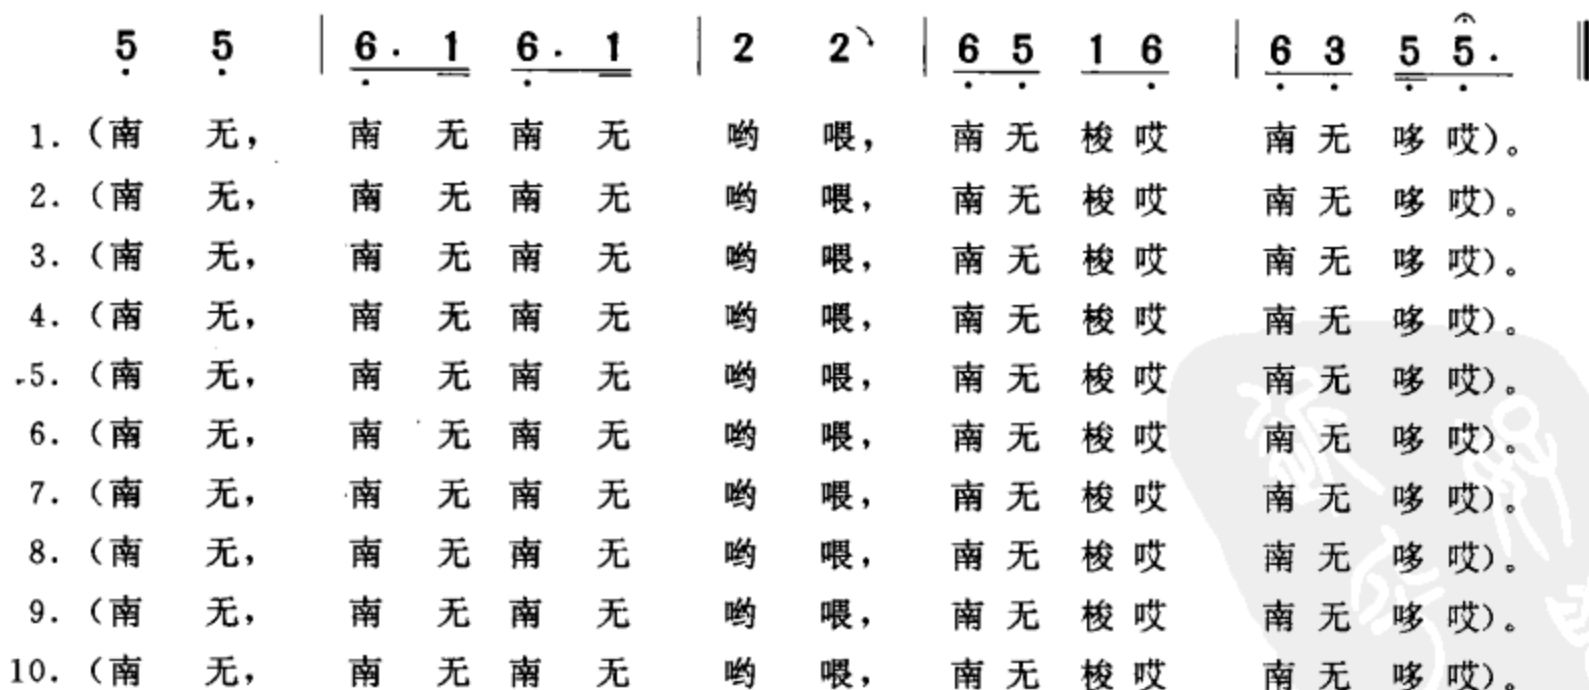 5 5 | 6. 1 6. 1 | 2 2 | 6 5 1 6 | 6 3 5 5. ‖
1.（南 无， 南 无 南 无 哟 喂， 南 无 梭 哎 南 无 哆 哎）。
2.（南 无， 南 无 南 无 哟 喂， 南 无 梭 哎 南 无 哆 哎）。
3.（南 无， 南 无 南 无 哟 喂， 南 无 梭 哎 南 无 哆 哎）。
4.（南 无， 南 无 南 无 哟 喂， 南 无 梭 哎 南 无 哆 哎）。
5.（南 无， 南 无 南 无 哟 喂， 南 无 梭 哎 南 无 哆 哎）。
6.（南 无， 南 无 南 无 哟 喂， 南 无 梭 哎 南 无 哆 哎）。
7.（南 无， 南 无 南 无 哟 喂， 南 无 梭 哎 南 无 哆 哎）。
8.（南 无， 南 无 南 无 哟 喂， 南 无 梭 哎 南 无 哆 哎）。
9.（南 无， 南 无 南 无 哟 喂， 南 无 梭 哎 南 无 哆 哎）。
10.（南 无， 南 无 南 无 哟 喂， 南 无 梭 哎 南 无 哆 哎）。